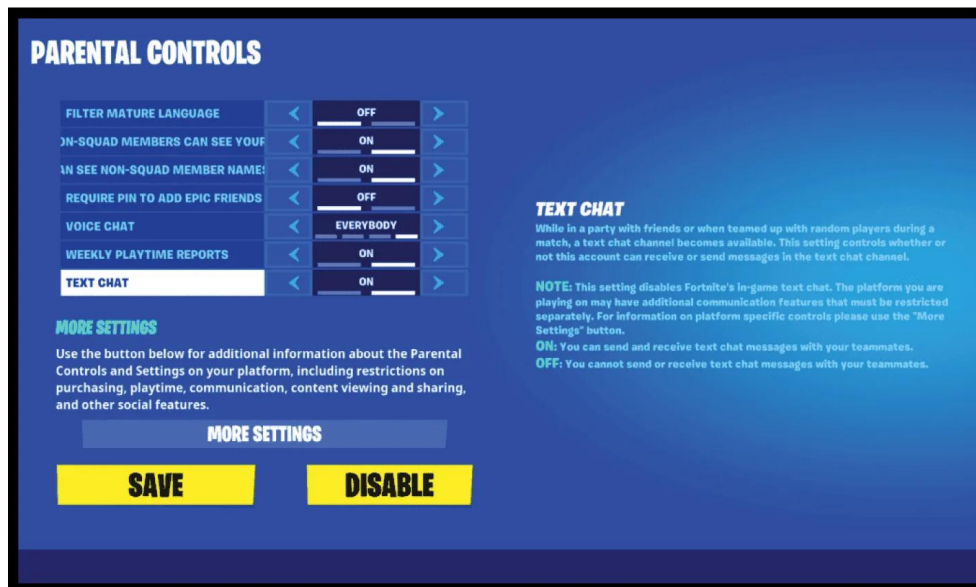 PARENTAL CONTROLS
FILTER MATURE LANGUAGE OFF
ON-SQUAD MEMBERS CAN SEE YOUR ON
AN SEE NON-SQUAD MEMBER NAMES ON
REQUIRE PIN TO ADD EPIC FRIENDS OFF
VOICE CHAT EVERYBODY
WEEKLY PLAYTIME REPORTS ON
TEXT CHAT ON
MORE SETTINGS
Use the button below for additional information about the Parental
Controls and Settings on your platform, including restrictions on
purchasing, playtime, communication, content viewing and sharing,
and other social features.
MORE SETTINGS
SAVE
DISABLE
TEXT CHAT
While in a party with friends or when teamed up with random players during a
match, a text chat channel becomes available. This setting controls whether or
not this account can receive or send messages in the text chat channel.
NOTE: This setting disables Fortnite's in-game text chat. The platform you are
playing on may have additional communication features that must be restricted
separately. For information on platform specific controls please use the "More
Settings" button.
ON: You can send and receive text chat messages with your teammates.
OFF: You cannot send or receive text chat messages with your teammates.